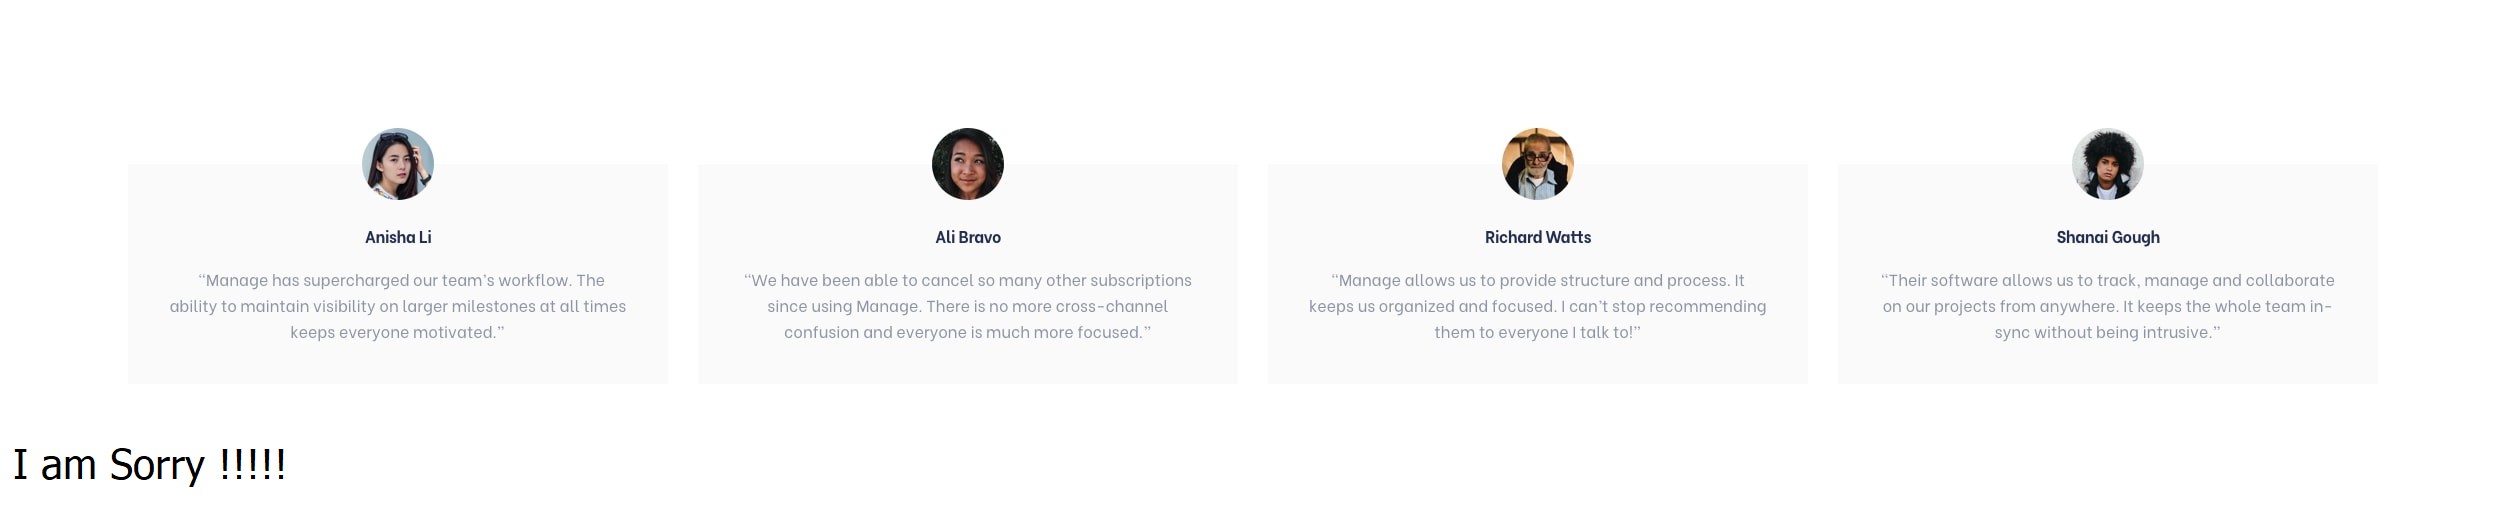 Anisha Li
“Manage has supercharged our team’s workflow. The
ability to maintain visibility on larger milestones at all times
keeps everyone motivated.”
Ali Bravo
“We have been able to cancel so many other subscriptions
since using Manage. There is no more cross-channel
confusion and everyone is much more focused.”
Richard Watts
“Manage allows us to provide structure and process. It
keeps us organized and focused. I can’t stop recommending
them to everyone I talk to!”
Shanai Gough
“Their software allows us to track, manage and collaborate
on our projects from anywhere. It keeps the whole team in-
sync without being intrusive.”
I am Sorry !!!!!